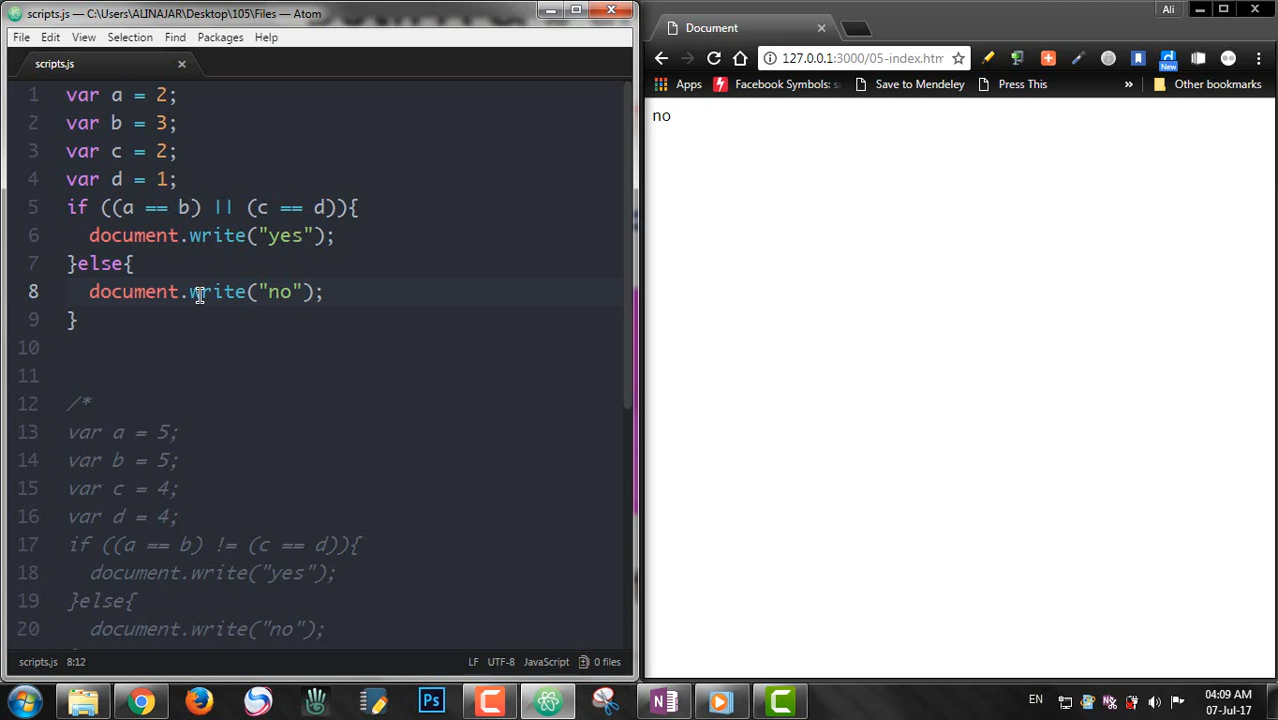 scripts.js — C:\Users\ALINAJAR\Desktop\105\Files — Atom
File Edit View Selection Find Packages Help
scripts.js
1 var a = 2;
2 var b = 3;
3 var c = 2;
4 var d = 1;
5 if ((a == b) || (c == d)){
6 document.write("yes");
7 }else{
8 document.write("no");
9 }
10
11
12 /*
13 var a = 5;
14 var b = 5;
15 var c = 4;
16 var d = 4;
17 if ((a == b) != (c == d)){
18 document.write("yes");
19 }else{
20 document.write("no");
scripts.js 8:12 LF UTF-8 JavaScript 0 files
Ali
Document
127.0.0.1:3000/05-index.htm
New
Apps Facebook Symbols: Save to Mendeley Press This » Other bookmarks
no
Ps N EN 04:09 AM
07-Jul-17